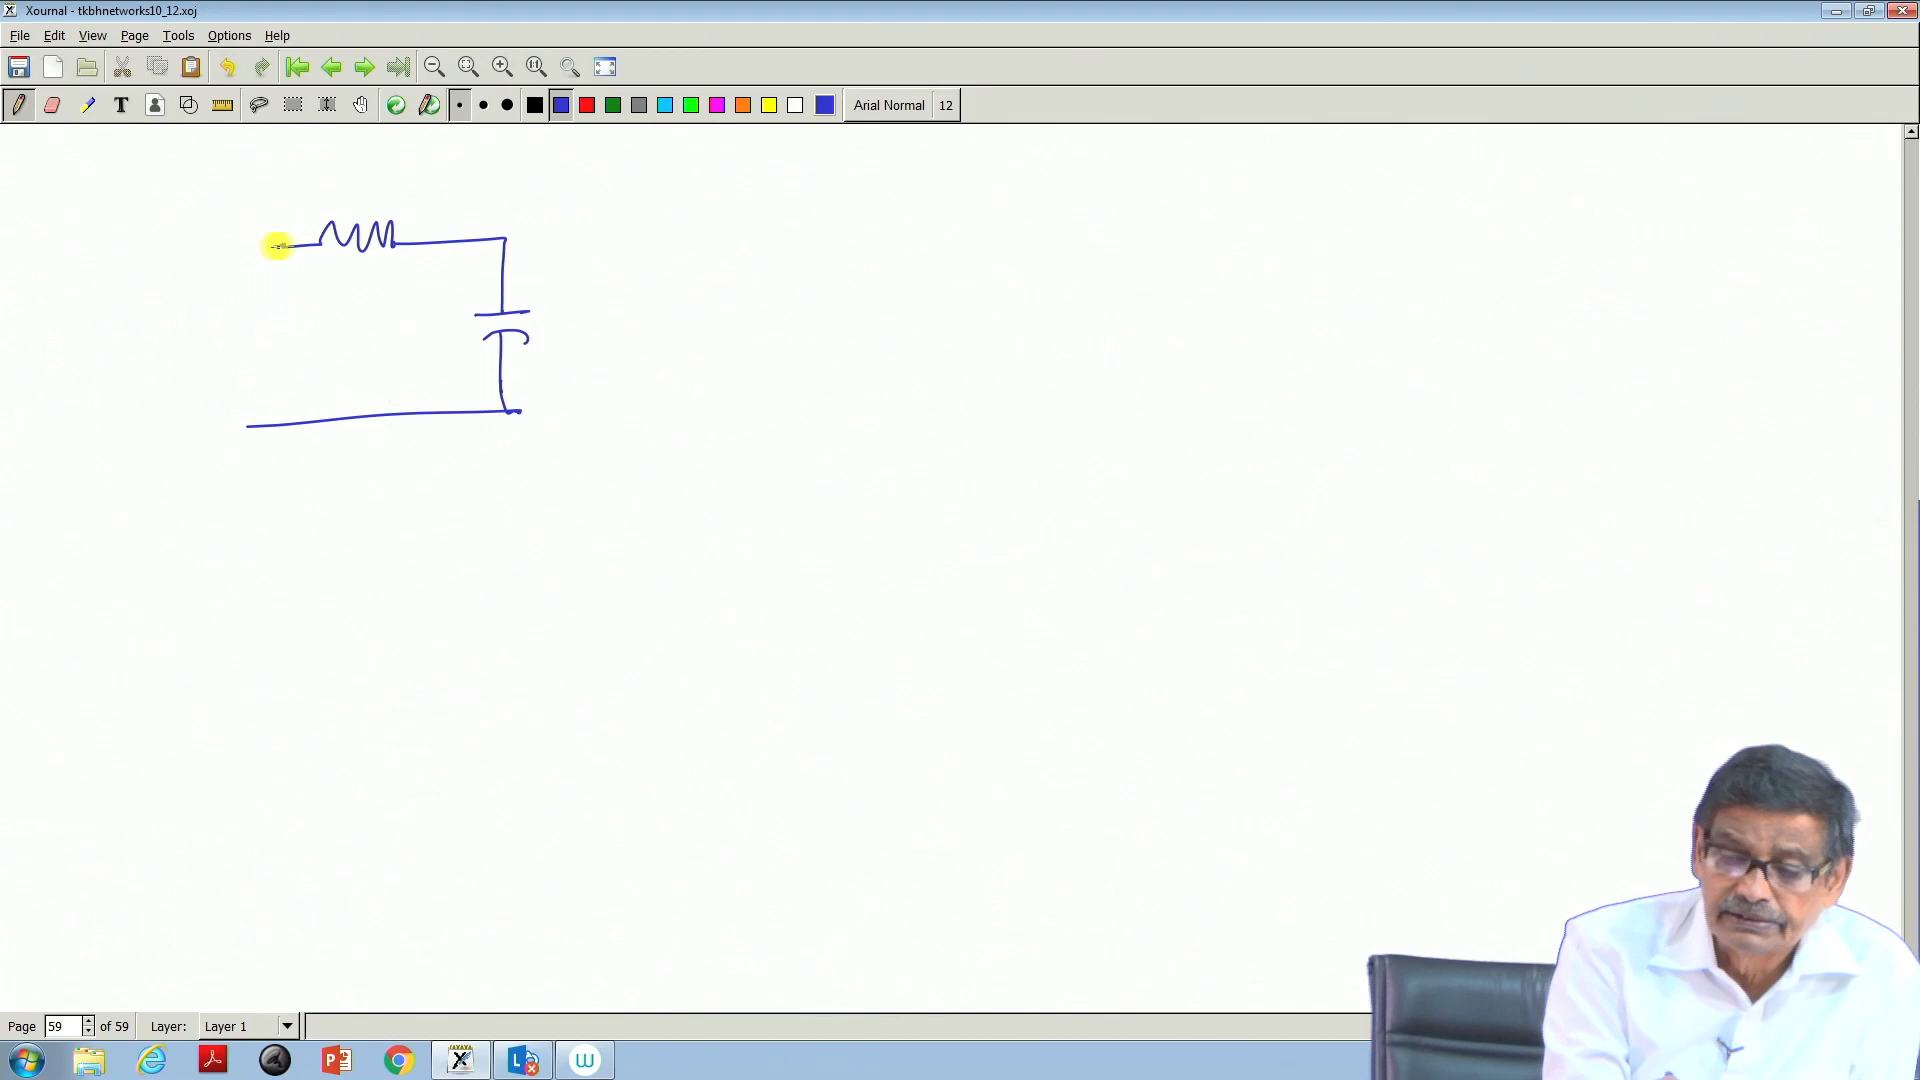 Xournal - tkbhnetworks10_12.xoj
File Edit View Page Tools Options Help
Arial Normal 12
Page 59 of 59 Layer: Layer 1